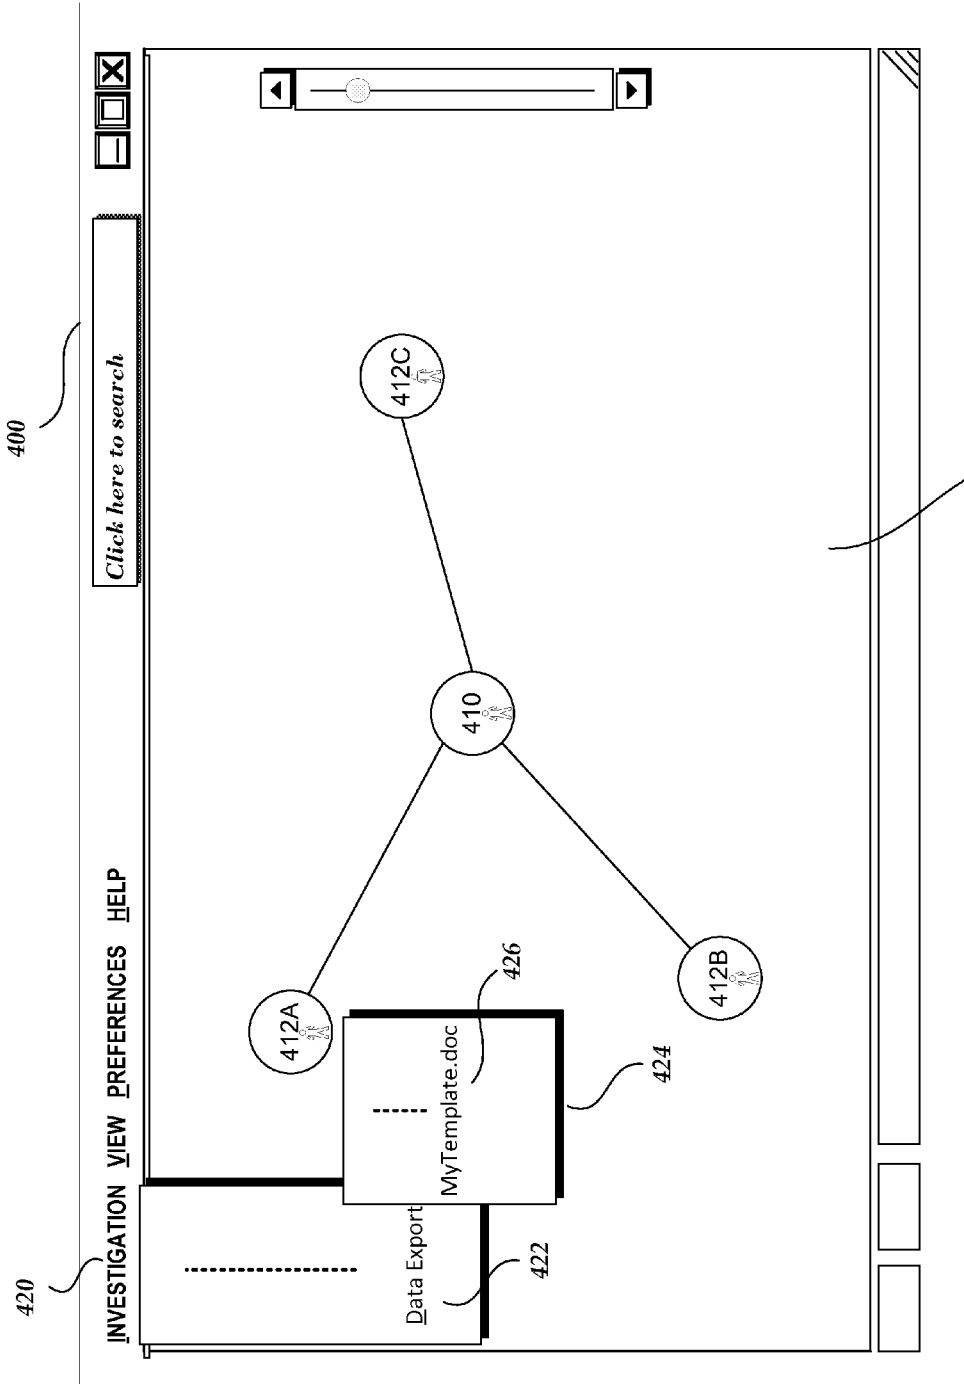 400
420
INVESTIGATION VIEW PREFERENCES HELP
Click here to search
412A
412C
410
412B
Data Export
422
MyTemplate.doc
426
424